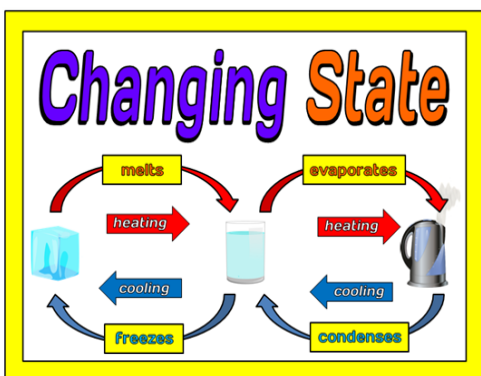 Changing State
melts
evaporates
heating
heating
cooling
cooling
freezes
condenses